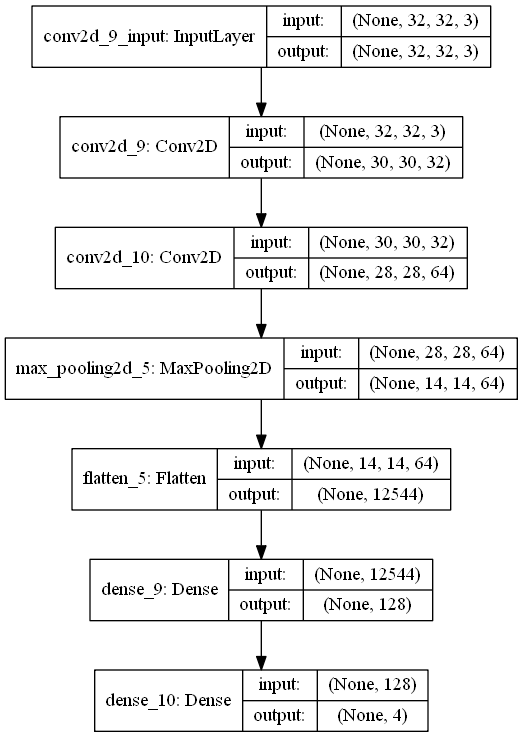 conv2d_9_input: InputLayer
input: (None, 32, 32, 3)
output: (None, 32, 32, 3)
conv2d_9: Conv2D
input: (None, 32, 32, 3)
output: (None, 30, 30, 32)
conv2d_10: Conv2D
input: (None, 30, 30, 32)
output: (None, 28, 28, 64)
max_pooling2d_5: MaxPooling2D
input: (None, 28, 28, 64)
output: (None, 14, 14, 64)
flatten_5: Flatten
input: (None, 14, 14, 64)
output: (None, 12544)
dense_9: Dense
input: (None, 12544)
output: (None, 128)
dense_10: Dense
input: (None, 128)
output: (None, 4)